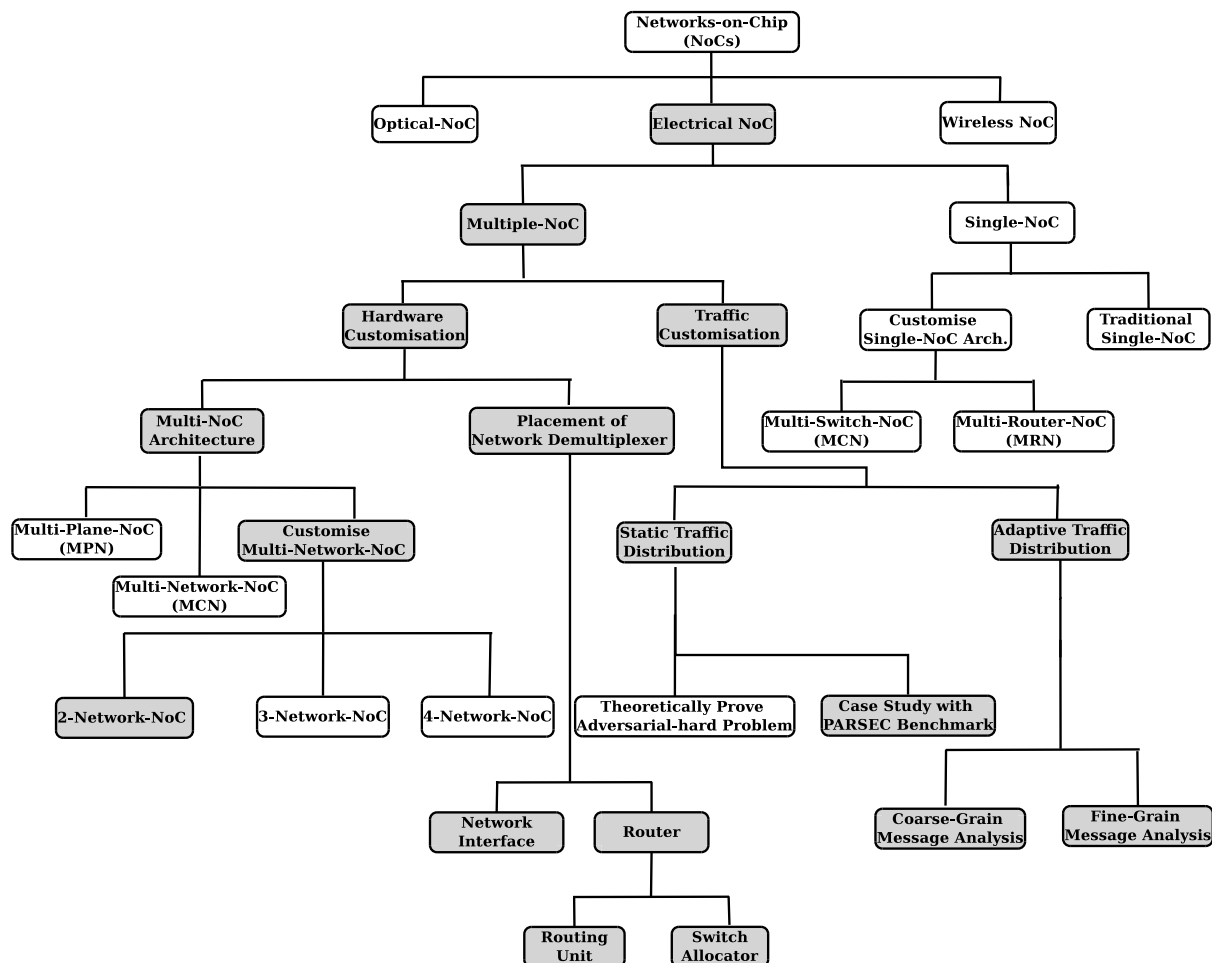 Networks-on-Chip
(NoCs)
Optical-NoC
Electrical NoC
Wireless NoC
Multiple-NoC
Single-NoC
Hardware
Customisation
Traffic
Customisation
Customise
Single-NoC Arch.
Traditional
Single-NoC
Multi-NoC
Architecture
Placement of
Network Demultiplexer
Multi-Switch-NoC
(MCN)
Multi-Router-NoC
(MRN)
Multi-Plane-NoC
(MPN)
Customise
Multi-Network-NoC
Static Traffic
Distribution
Adaptive Traffic
Distribution
Multi-Network-NoC
(MCN)
2-Network-NoC
3-Network-NoC
4-Network-NoC
Theoretically Prove
Adversarial-hard Problem
Case Study with
PARSEC Benchmark
Network
Interface
Router
Coarse-Grain
Message Analysis
Fine-Grain
Message Analysis
Routing
Unit
Switch
Allocator